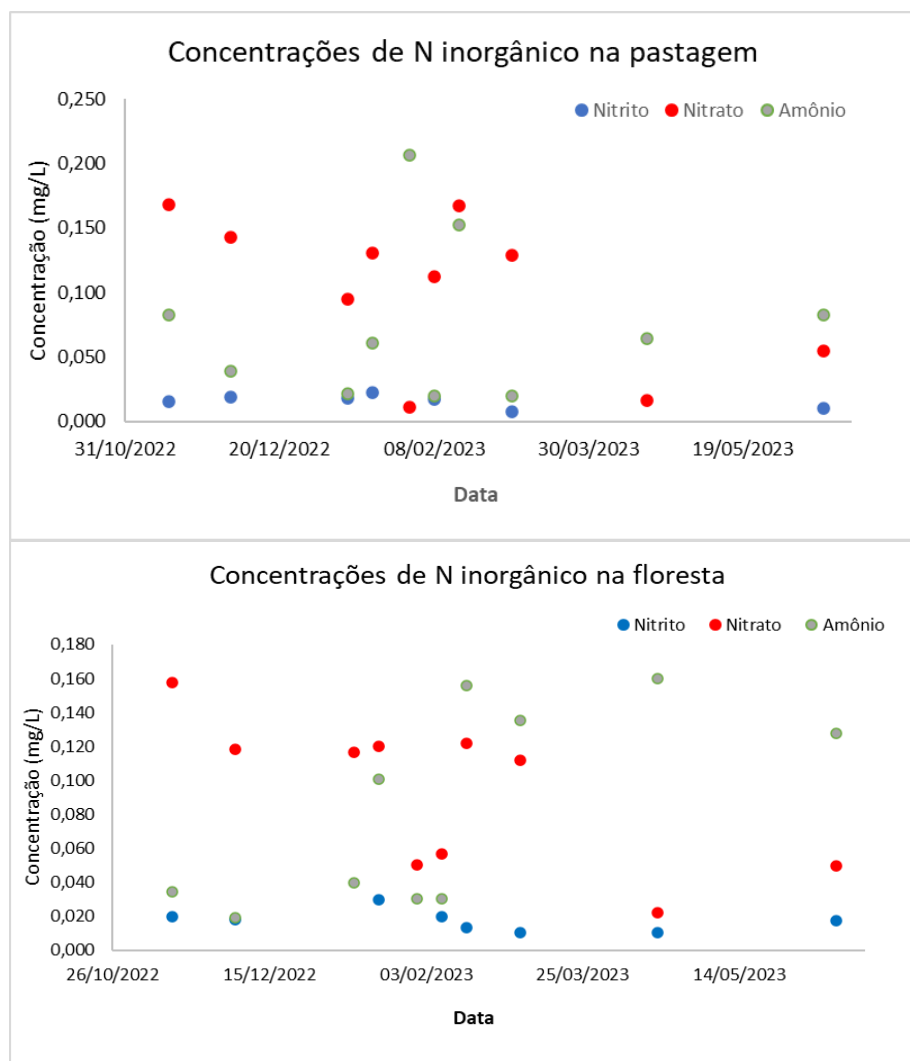 Concentrações de N inorgânico na pastagem
Nitrito Nitrato Amônio
Concentração (mg/L)
0,250
0,200
0,150
0,100
0,050
0,000
31/10/2022 20/12/2022 08/02/2023 30/03/2023 19/05/2023
Data
Concentrações de N inorgânico na floresta
Nitrito Nitrato Amônio
Concentração (mg/L)
0,180
0,160
0,140
0,120
0,100
0,080
0,060
0,040
0,020
0,000
26/10/2022 15/12/2022 03/02/2023 25/03/2023 14/05/2023
Data